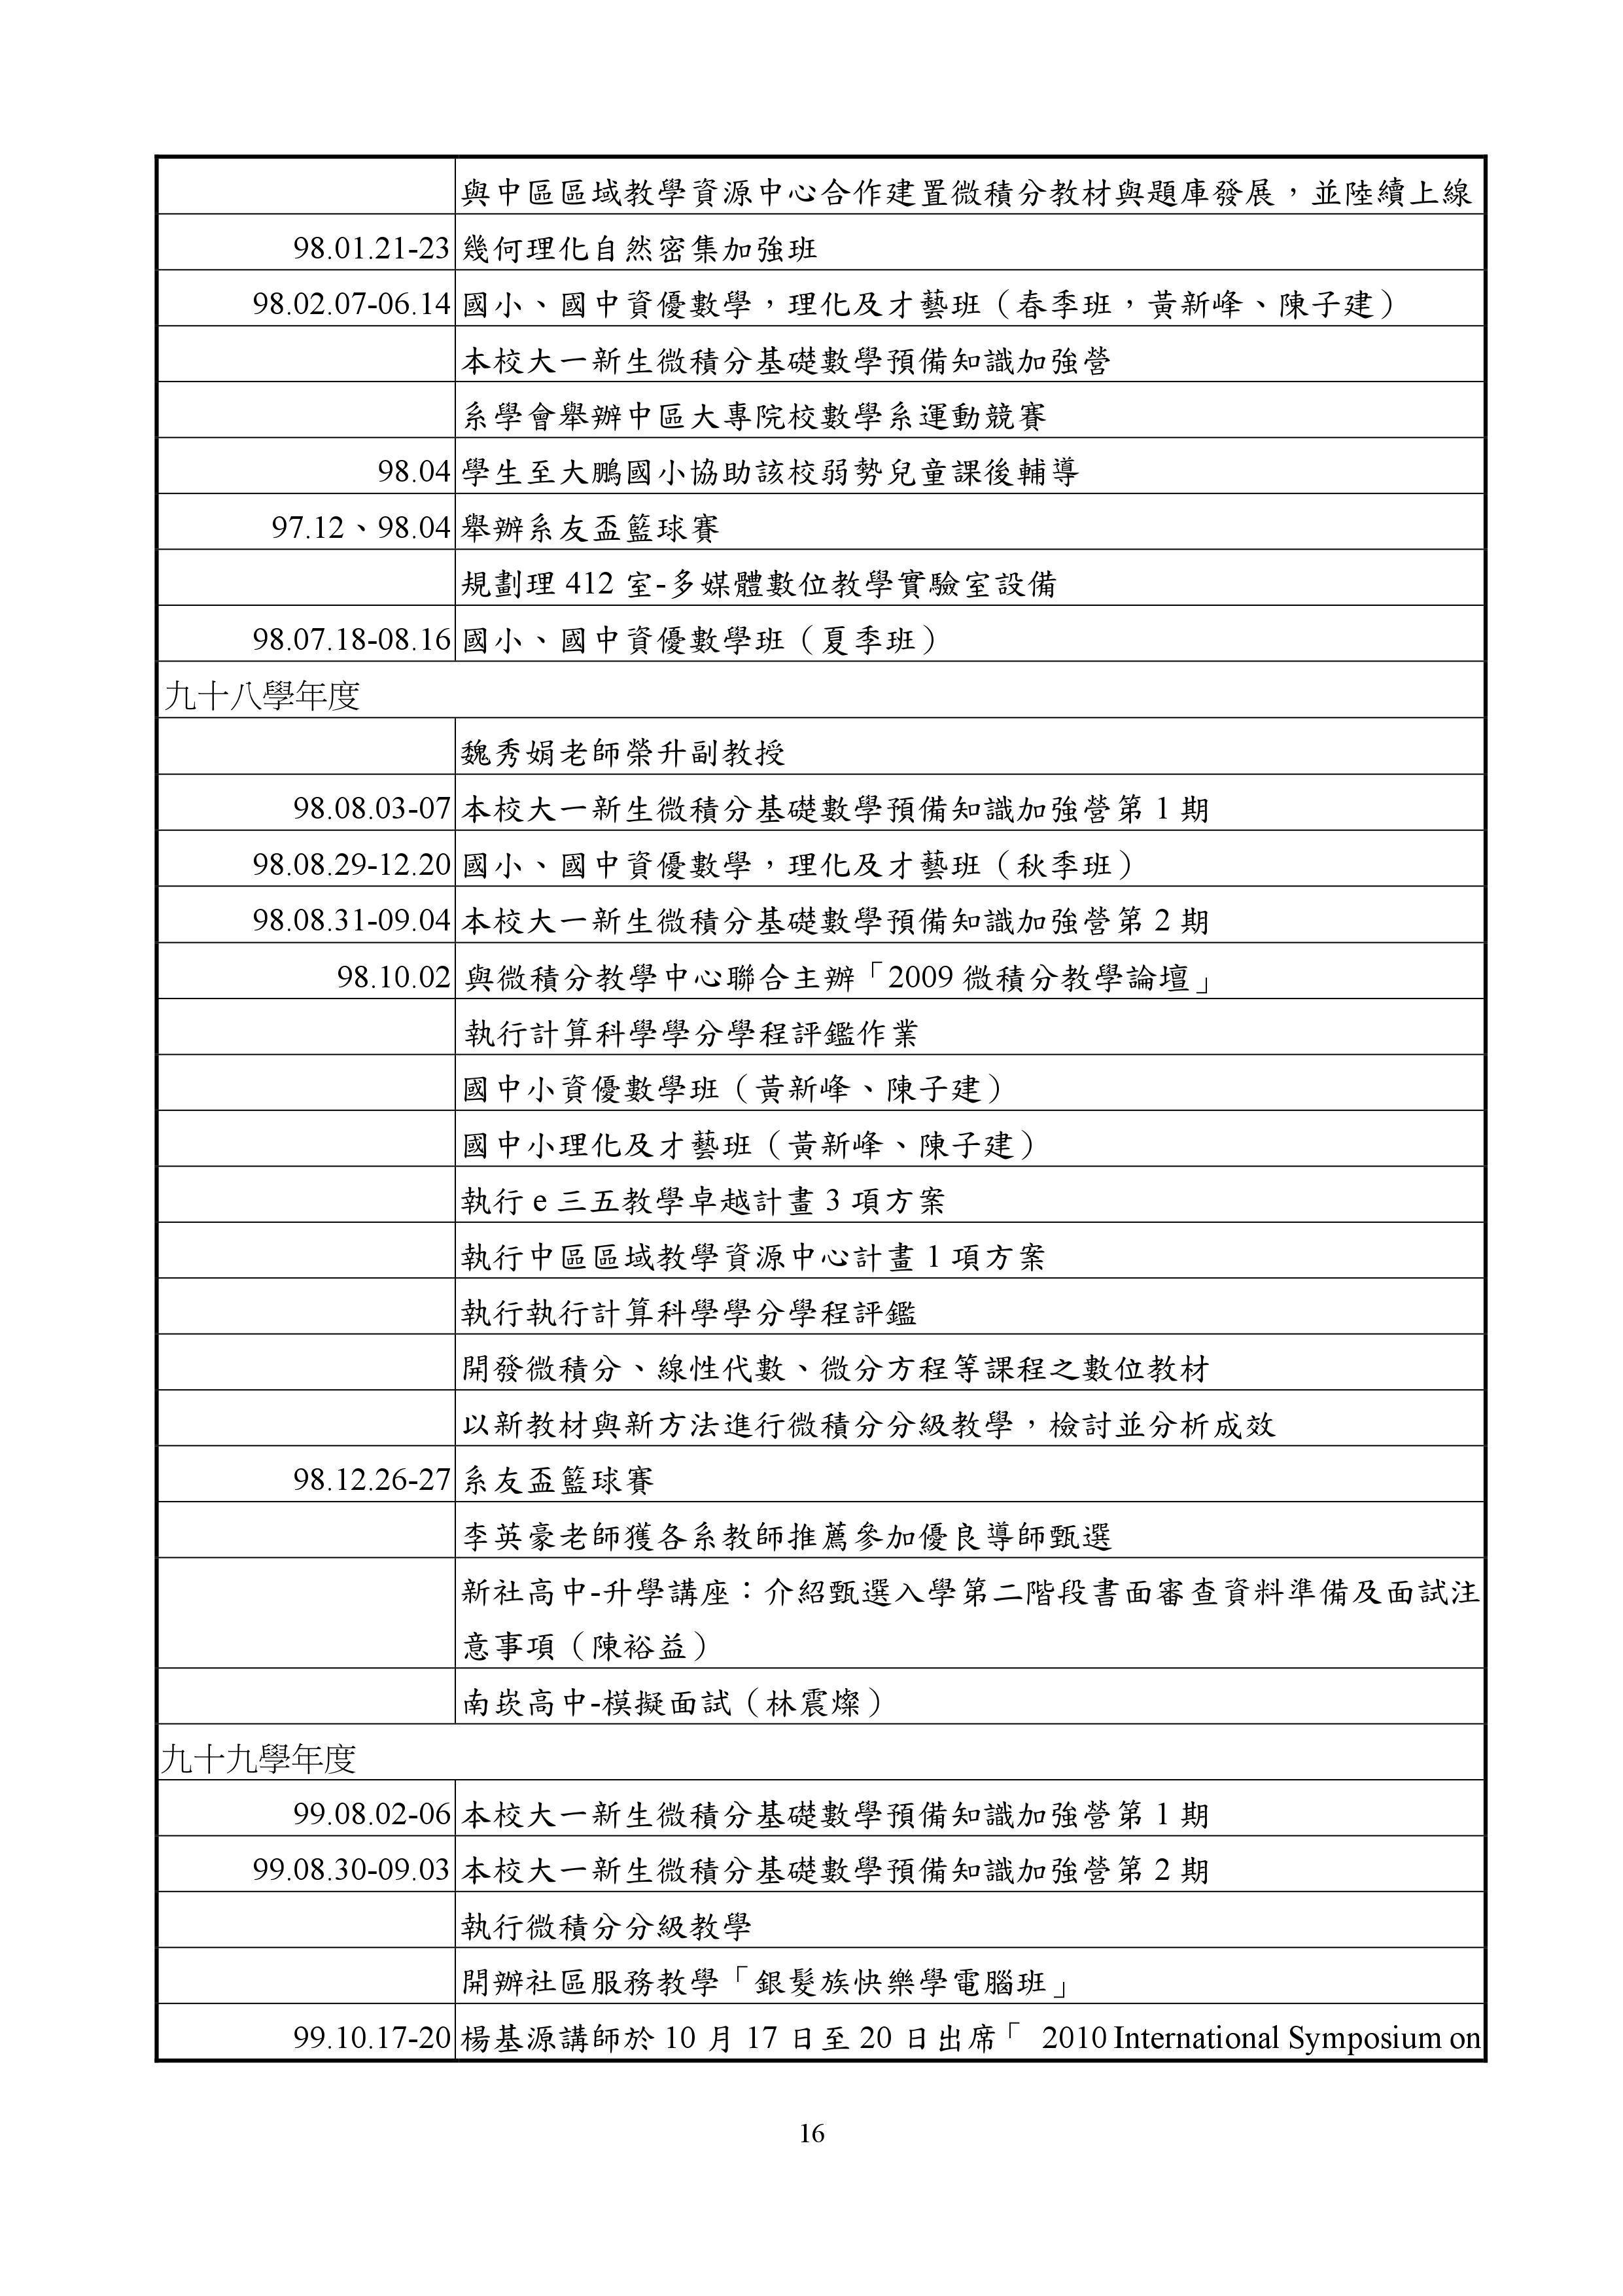 與中區區域教學資源中心合作建置微積分教材與題庫發展，並陸續上線
98.01.21-23 幾何理化自然密集加強班
98.02.07-06.14 國小、國中資優數學，理化及才藝班（春季班，黃新峰、陳子建）
本校大一新生微積分基礎數學預備知識加強營
系學會舉辦中區大專院校數學系運動競賽
98.04 學生至大鵬國小協助該校弱勢兒童課後輔導
97.12、98.04 舉辦系友盃籃球賽
規劃理 412 室-多媒體數位教學實驗室設備
98.07.18-08.16 國小、國中資優數學班（夏季班）
九十八學年度
魏秀娟老師榮升副教授
98.08.03-07 本校大一新生微積分基礎數學預備知識加強營第 1 期
98.08.29-12.20 國小、國中資優數學，理化及才藝班（秋季班）
98.08.31-09.04 本校大一新生微積分基礎數學預備知識加強營第 2 期
98.10.02 與微積分教學中心聯合主辦「2009 微積分教學論壇」
執行計算科學學分學程評鑑作業
國中小資優數學班（黃新峰、陳子建）
國中小理化及才藝班（黃新峰、陳子建）
執行 e 三五教學卓越計畫 3 項方案
執行中區區域教學資源中心計畫 1 項方案
執行執行計算科學學分學程評鑑
開發微積分、線性代數、微分方程等課程之數位教材
以新教材與新方法進行微積分分級教學，檢討並分析成效
98.12.26-27 系友盃籃球賽
李英豪老師獲各系教師推薦參加優良導師甄選
新社高中-升學講座：介紹甄選入學第二階段書面審查資料準備及面試注
意事項（陳裕益）
南崁高中-模擬面試（林震燦）
九十九學年度
99.08.02-06 本校大一新生微積分基礎數學預備知識加強營第 1 期
99.08.30-09.03 本校大一新生微積分基礎數學預備知識加強營第 2 期
執行微積分分級教學
開辦社區服務教學「銀髮族快樂學電腦班」
99.10.17-20 楊基源講師於 10 月 17 日至 20 日出席「 2010 International Symposium on
16